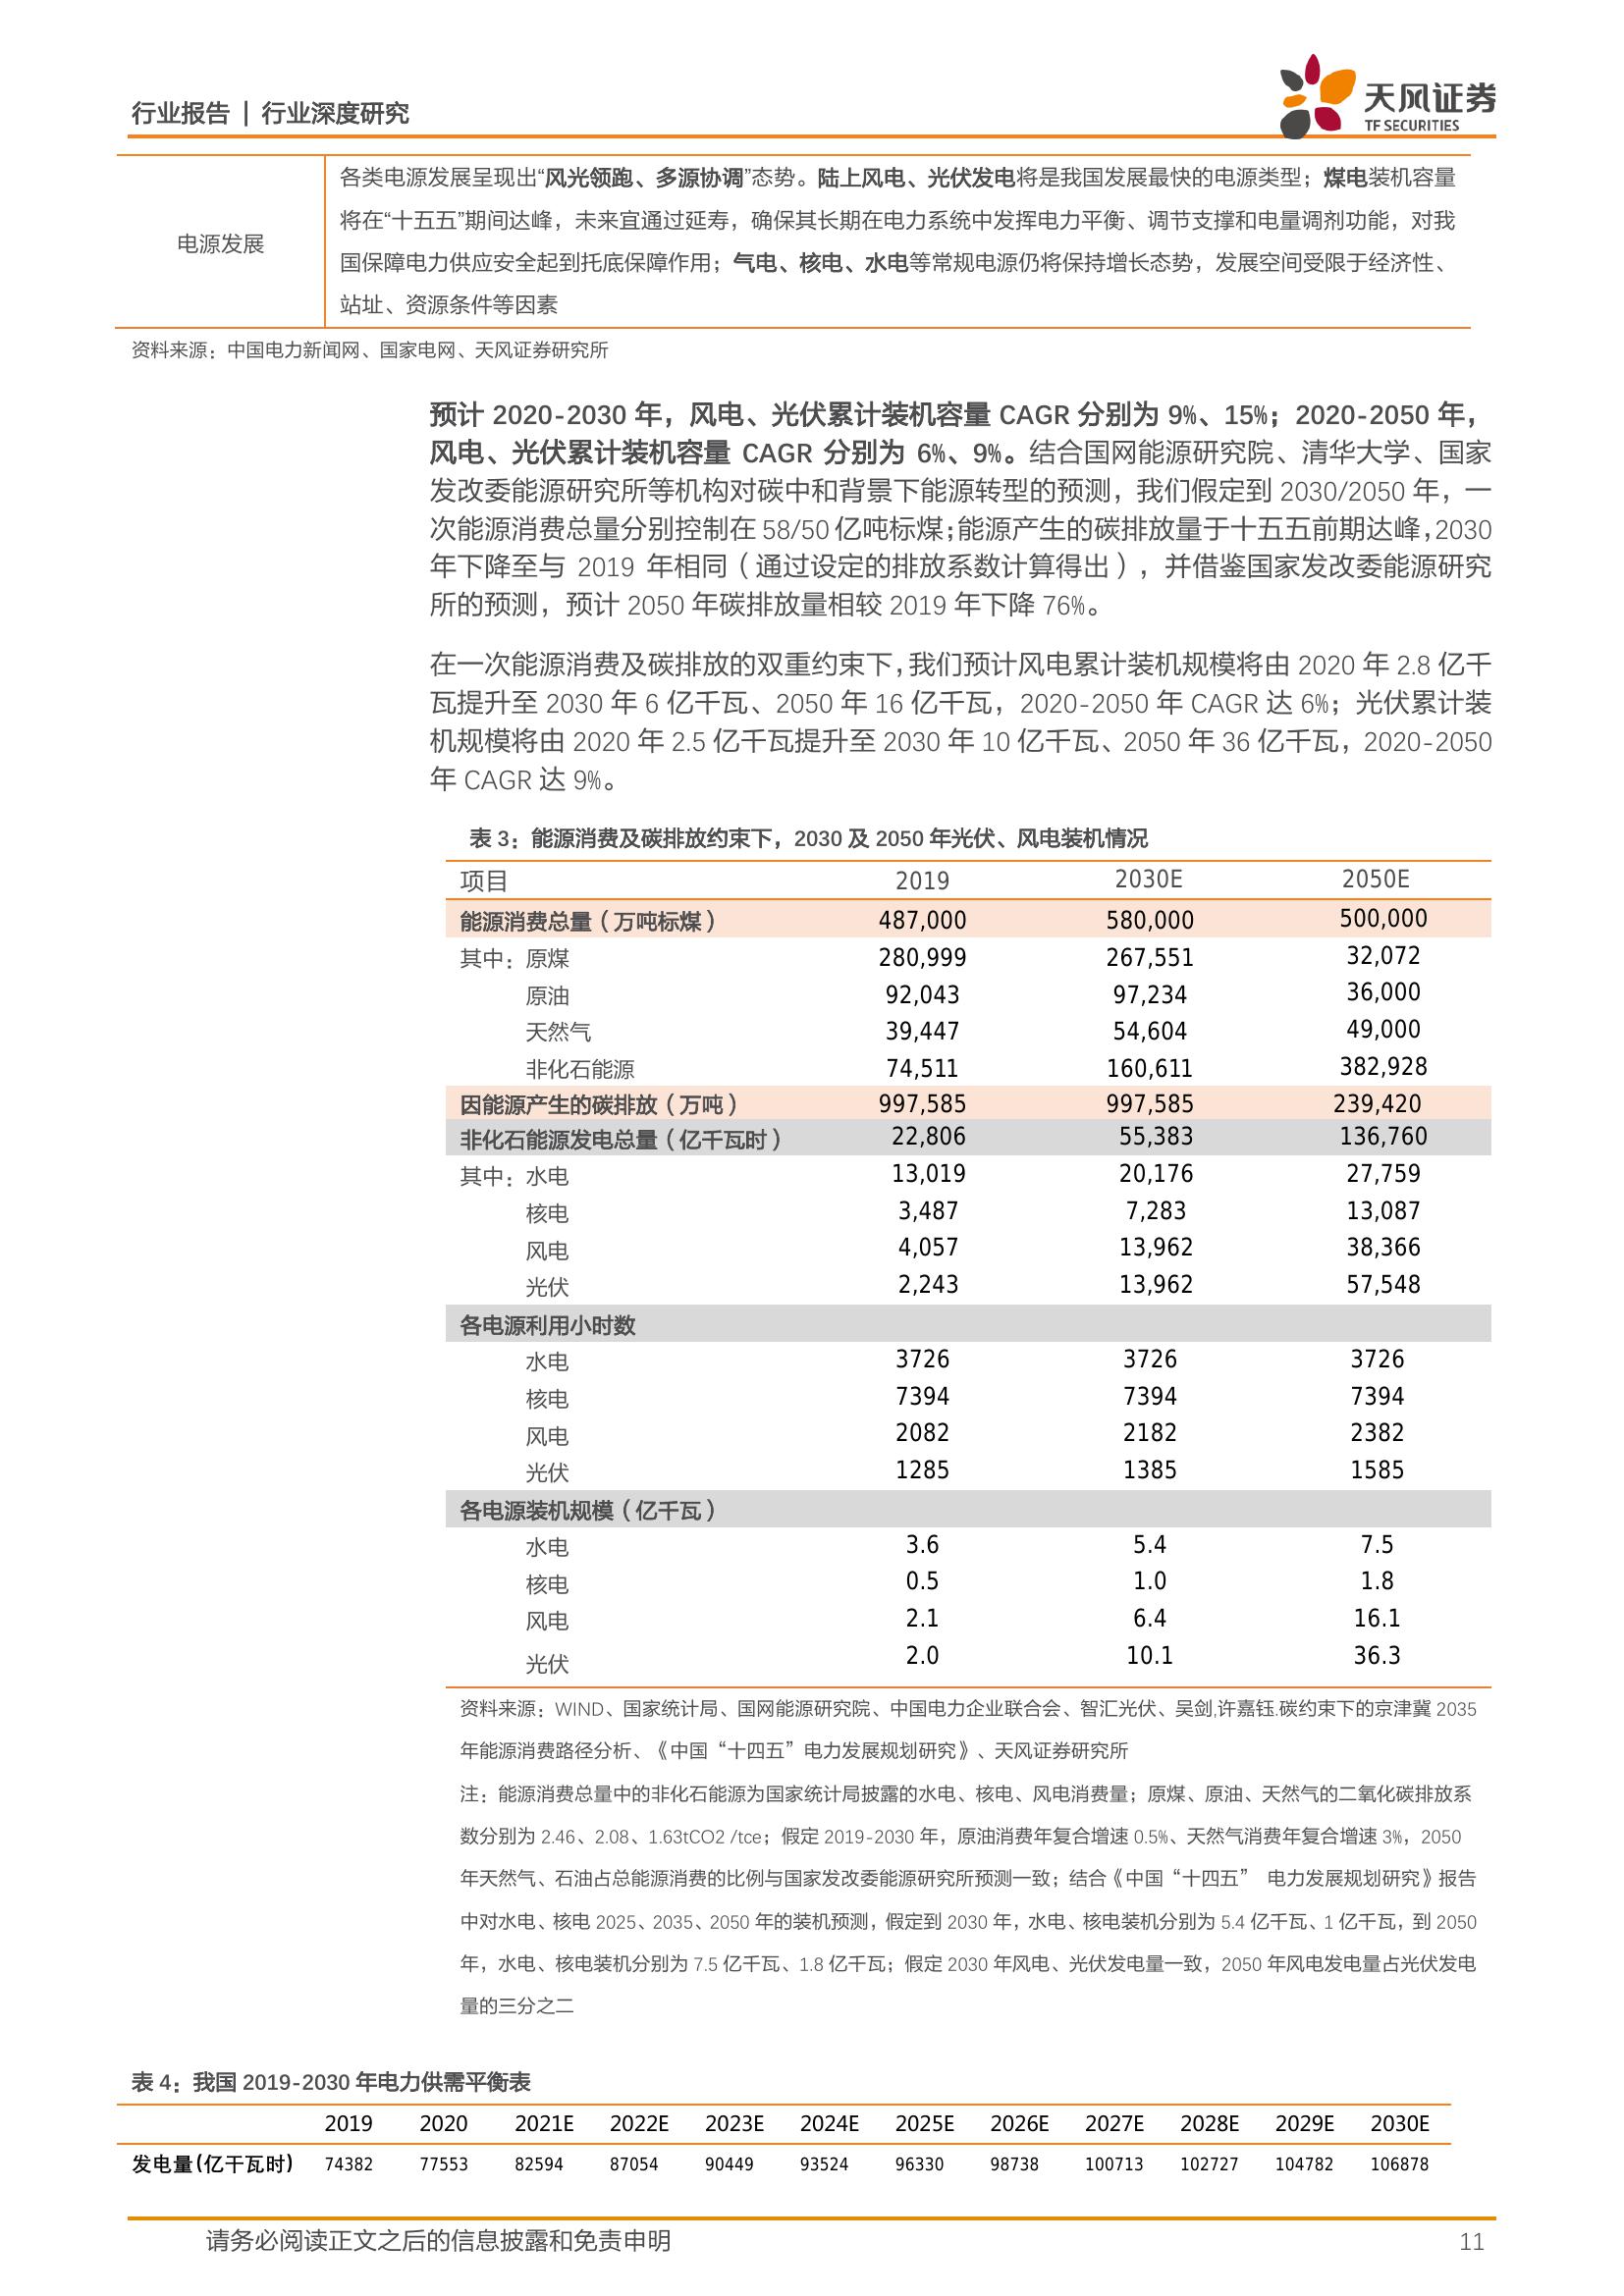 行业报告 | 行业深度研究
天风证券
TF SECURITIES
各类电源发展呈现出“风光领跑、多源协调”态势。陆上风电、光伏发电将是我国发展最快的电源类型；煤电装机容量
将在“十五五”期间达峰，未来宜通过延寿，确保其长期在电力系统中发挥电力平衡、调节支撑和电量调剂功能，对我
电源发展
国保障电力供应安全起到托底保障作用；气电、核电、水电等常规电源仍将保持增长态势，发展空间受限于经济性、
站址、资源条件等因素
资料来源：中国电力新闻网、国家电网、天风证券研究所
预计 2020-2030 年，风电、光伏累计装机容量 CAGR 分别为 9%、15%；2020-2050 年，
风电、光伏累计装机容量 CAGR 分别为 6%、9%。结合国网能源研究院、清华大学、国家
发改委能源研究所等机构对碳中和背景下能源转型的预测，我们假定到 2030/2050 年，一
次能源消费总量分别控制在 58/50 亿吨标煤；能源产生的碳排放量于十五五前期达峰，2030
年下降至与 2019 年相同（通过设定的排放系数计算得出），并借鉴国家发改委能源研究
所的预测，预计 2050 年碳排放量相较 2019 年下降 76%。
在一次能源消费及碳排放的双重约束下，我们预计风电累计装机规模将由 2020 年 2.8 亿千
瓦提升至 2030 年 6 亿千瓦、2050 年 16 亿千瓦，2020-2050 年 CAGR 达 6%；光伏累计装
机规模将由 2020 年 2.5 亿千瓦提升至 2030 年 10 亿千瓦、2050 年 36 亿千瓦，2020-2050
年 CAGR 达 9%。
表 3：能源消费及碳排放约束下，2030 及 2050 年光伏、风电装机情况
项目 2019 2030E 2050E
能源消费总量（万吨标煤） 487,000 580,000 500,000
其中：原煤 280,999 267,551 32,072
原油 92,043 97,234 36,000
天然气 39,447 54,604 49,000
非化石能源 74,511 160,611 382,928
因能源产生的碳排放（万吨） 997,585 997,585 239,420
非化石能源发电总量（亿千瓦时） 22,806 55,383 136,760
其中：水电 13,019 20,176 27,759
核电 3,487 7,283 13,087
风电 4,057 13,962 38,366
光伏 2,243 13,962 57,548
各电源利用小时数
水电 3726 3726 3726
核电 7394 7394 7394
风电 2082 2182 2382
光伏 1285 1385 1585
各电源装机规模（亿千瓦）
水电 3.6 5.4 7.5
核电 0.5 1.0 1.8
风电 2.1 6.4 16.1
光伏 2.0 10.1 36.3
资料来源：WIND、国家统计局、国网能源研究院、中国电力企业联合会、智汇光伏、吴剑,许嘉钰.碳约束下的京津冀 2035
年能源消费路径分析、《中国“十四五”电力发展规划研究》、天风证券研究所
注：能源消费总量中的非化石能源为国家统计局披露的水电、核电、风电消费量；原煤、原油、天然气的二氧化碳排放系
数分别为 2.46、2.08、1.63tCO2 /tce；假定 2019-2030 年，原油消费年复合增速 0.5%、天然气消费年复合增速 3%，2050
年天然气、石油占总能源消费的比例与国家发改委能源研究所预测一致；结合《中国“十四五” 电力发展规划研究》报告
中对水电、核电 2025、2035、2050 年的装机预测，假定到 2030 年，水电、核电装机分别为 5.4 亿千瓦、1 亿千瓦，到 2050
年，水电、核电装机分别为 7.5 亿千瓦、1.8 亿千瓦；假定 2030 年风电、光伏发电量一致，2050 年风电发电量占光伏发电
量的三分之二
表 4：我国 2019-2030 年电力供需平衡表
2019 2020 2021E 2022E 2023E 2024E 2025E 2026E 2027E 2028E 2029E 2030E
发电量(亿千瓦时) 74382 77553 82594 87054 90449 93524 96330 98738 100713 102727 104782 106878
请务必阅读正文之后的信息披露和免责申明 11